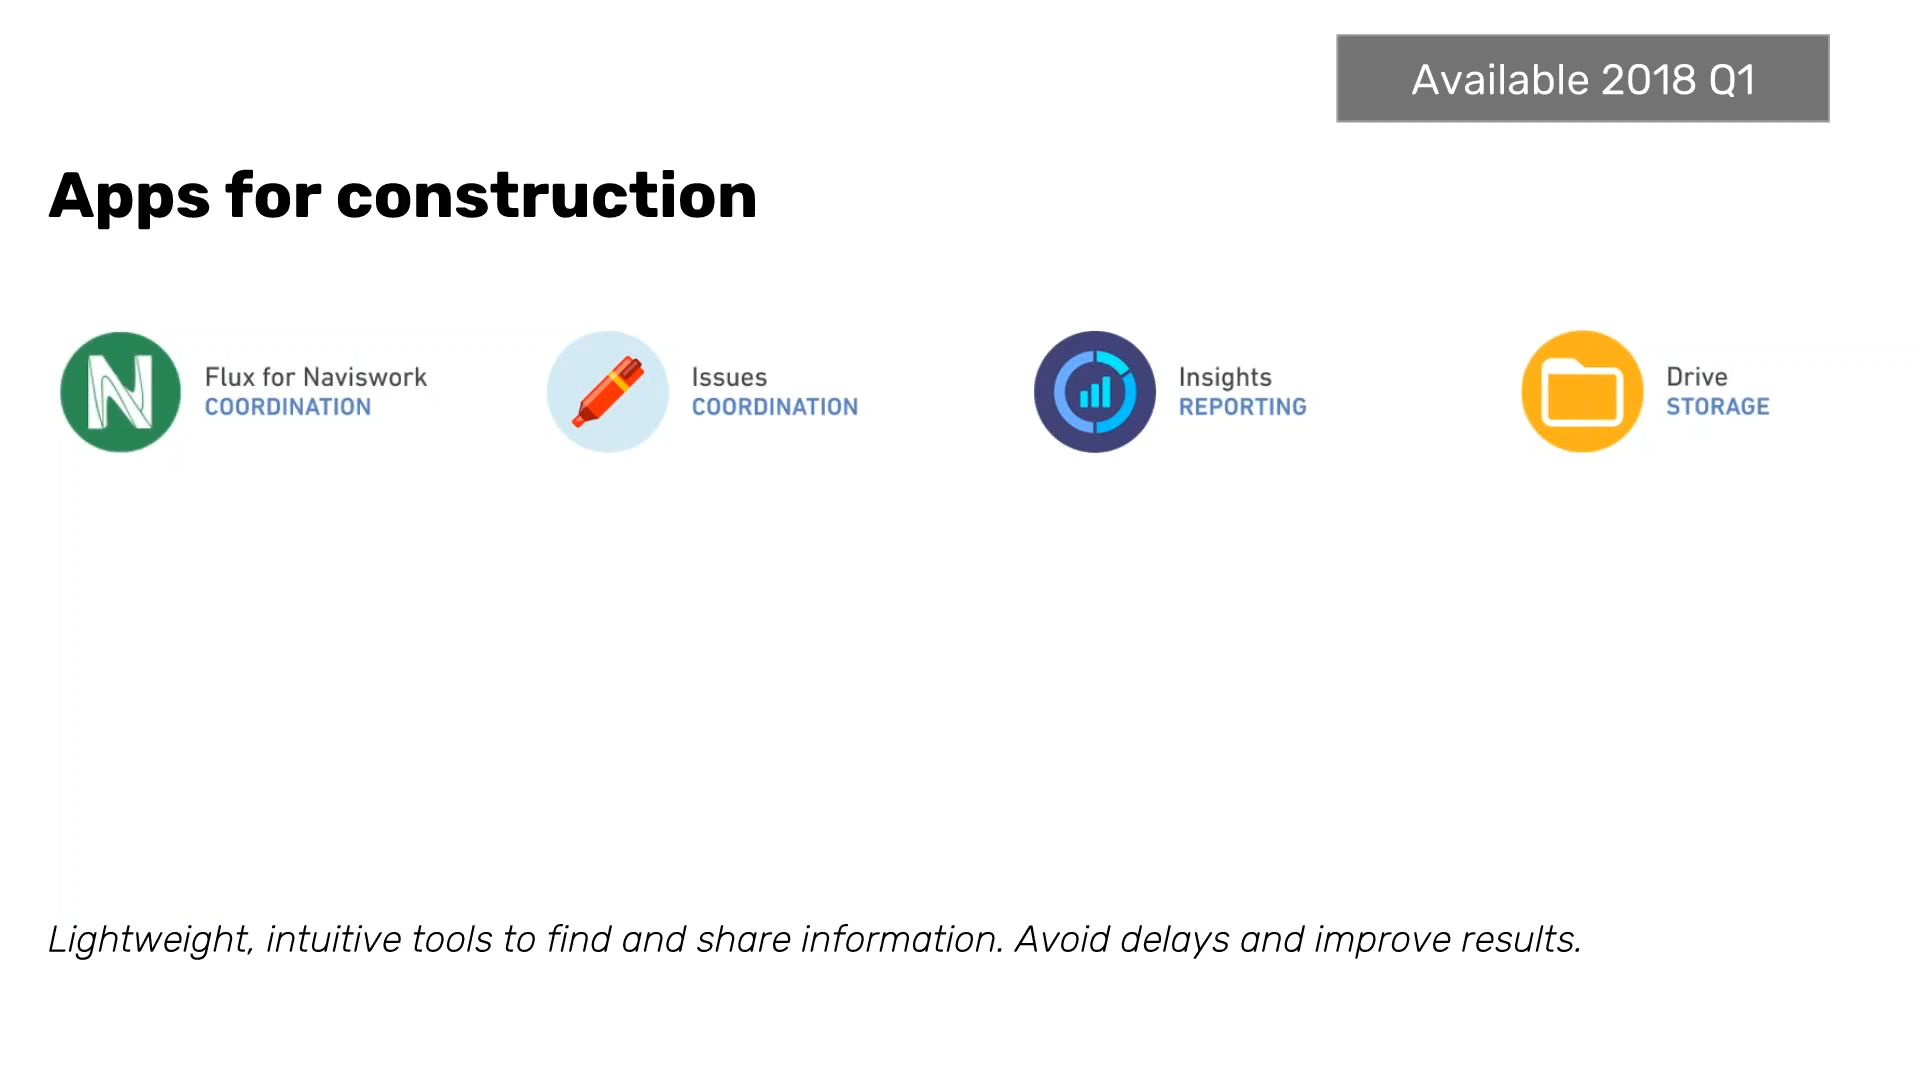 Available 2018 Q1
Apps for construction
Flux for Naviswork
COORDINATION
Issues
COORDINATION
Insights
REPORTING
Drive
STORAGE
Lightweight, intuitive tools to find and share information. Avoid delays and improve results.